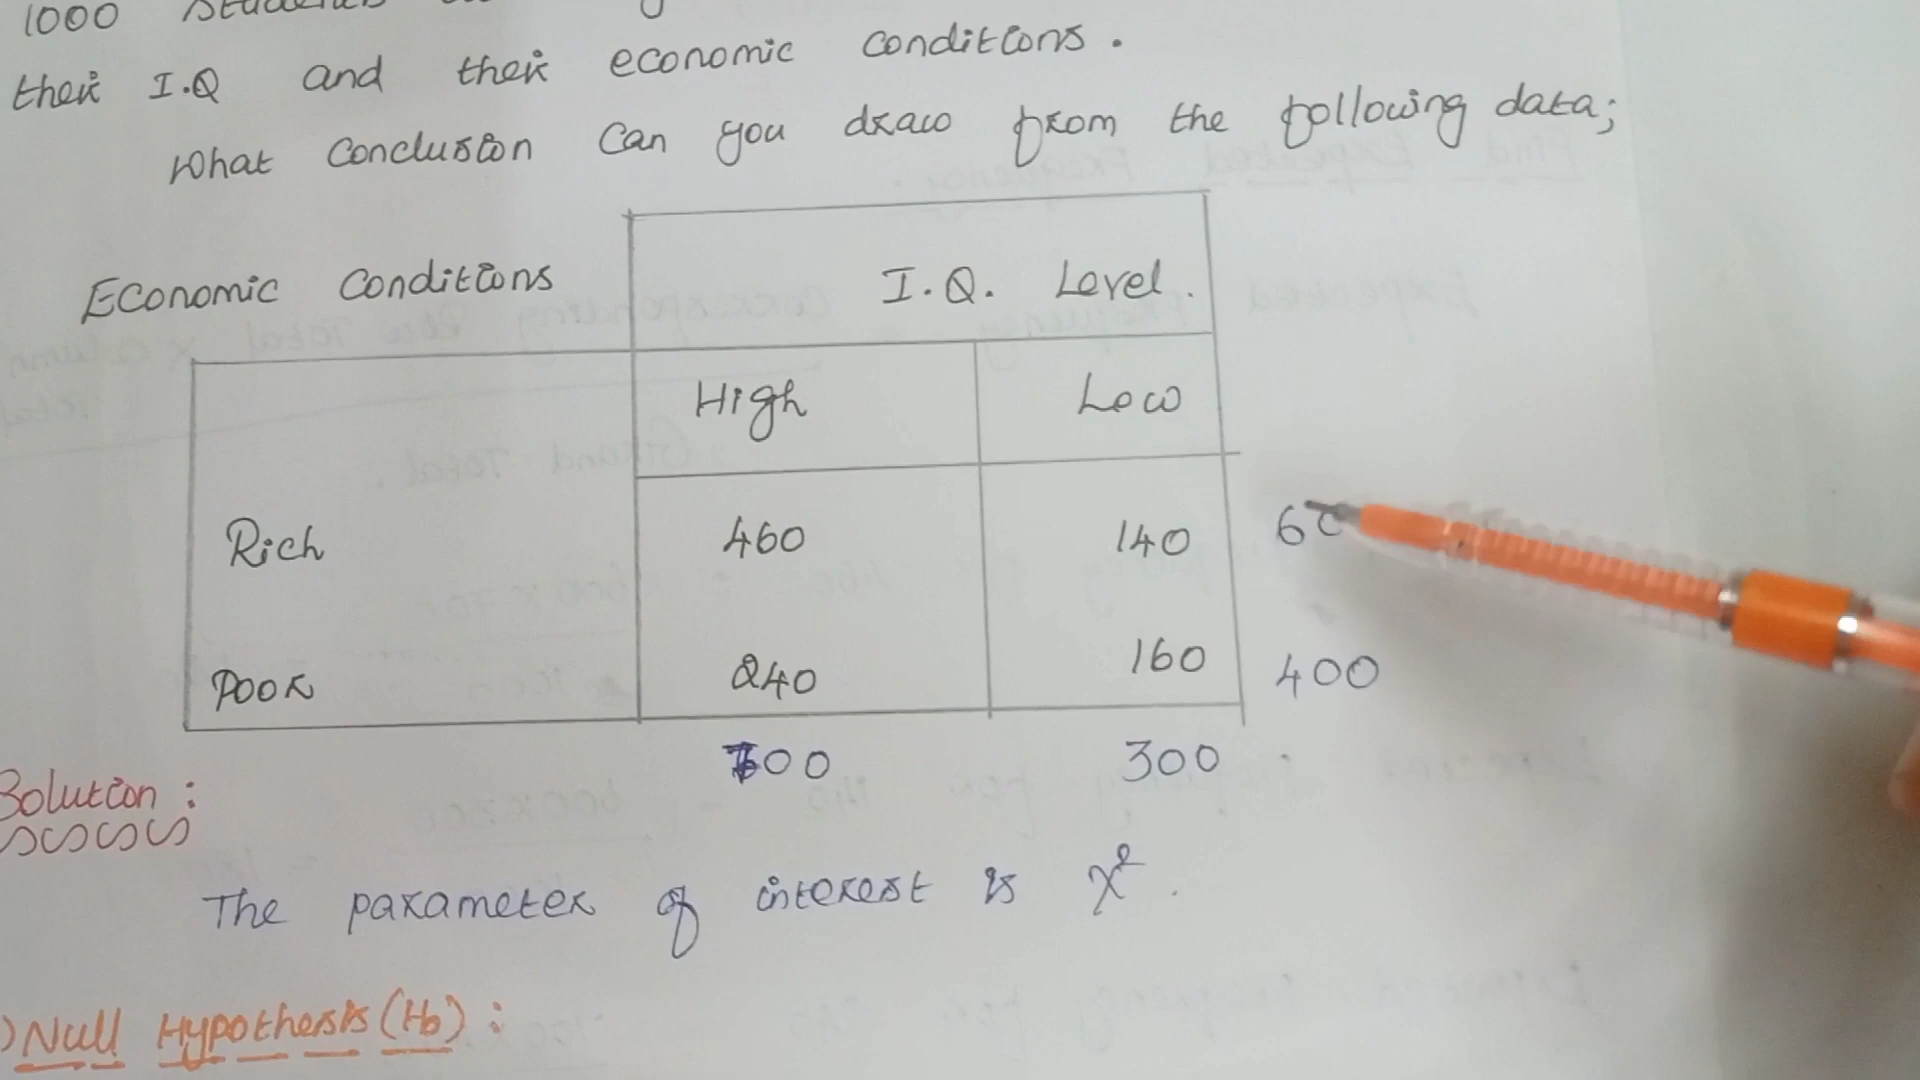 1000 Students
their I.Q and their economic conditions.
What conclusion can you draw from the following data;
Economic Conditions I.Q. Level.
High Low
Rich 460 140
Poor 240 160 400
700 300
Solution:
The parameter of interest is χ².
Null Hypothesis (H₀):